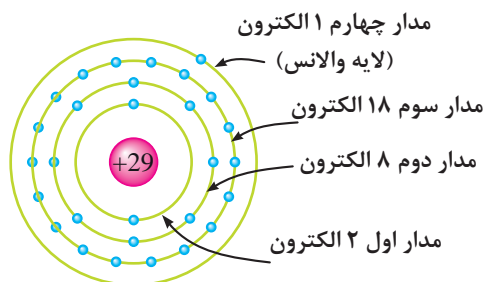 مدار چهارم ۱ الکترون
(لایه والانس)
مدار سوم ۱۸ الکترون
مدار دوم ۸ الکترون
+29
مدار اول ۲ الکترون